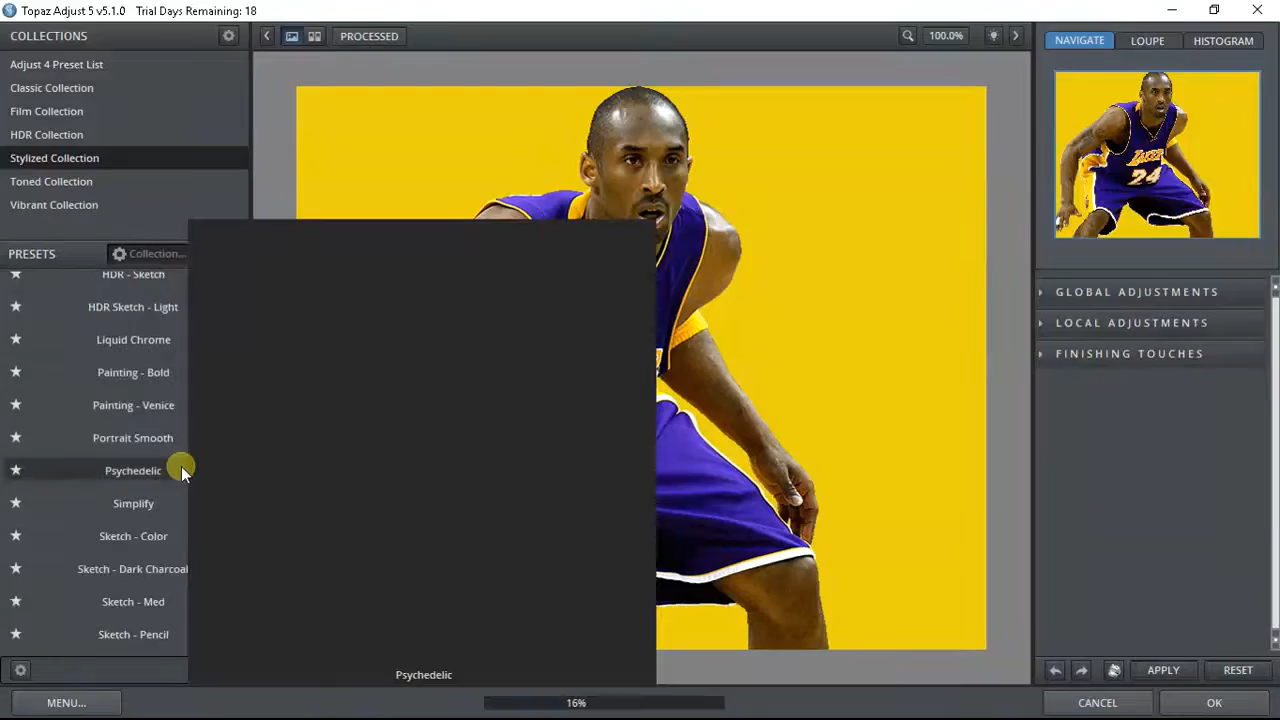 Topaz Adjust 5 v5.1.0 Trial Days Remaining: 18
COLLECTIONS
PROCESSED
100.0%
NAVIGATE LOUPE HISTOGRAM
Adjust 4 Preset List
Classic Collection
Film Collection
HDR Collection
Stylized Collection
Toned Collection
Vibrant Collection
PRESETS Collection...
HDR - Sketch
HDR Sketch - Light
Liquid Chrome
Painting - Bold
Painting - Venice
Portrait Smooth
Psychedelic
Simplify
Sketch - Color
Sketch - Dark Charcoal
Sketch - Med
Sketch - Pencil
Psychedelic
LAKERS
24
GLOBAL ADJUSTMENTS
LOCAL ADJUSTMENTS
FINISHING TOUCHES
APPLY RESET
MENU... 16% CANCEL OK